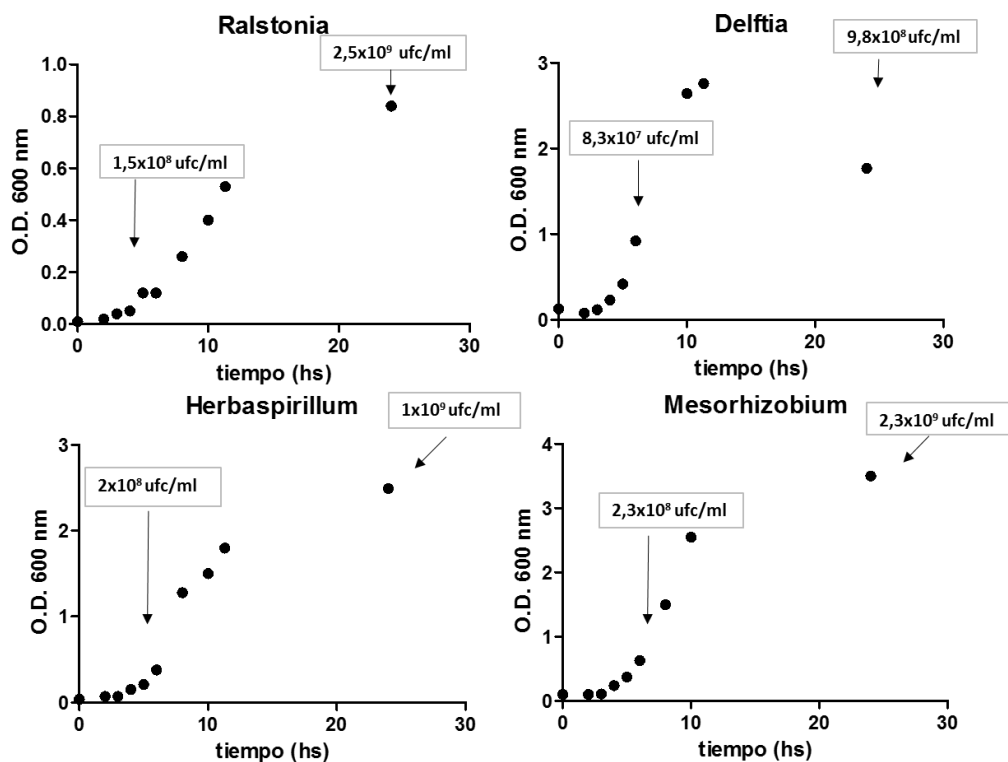 Ralstonia
2,5x10⁹ ufc/ml
1,5x10⁸ ufc/ml
O.D. 600 nm
1.0
0.8
0.6
0.4
0.2
0.0
0
10
20
30
tiempo (hs)
Delftia
9,8x10⁸ ufc/ml
8,3x10⁷ ufc/ml
O.D. 600 nm
3
2
1
0
0
10
20
30
tiempo (hs)
Herbaspirillum
1x10⁹ ufc/ml
2x10⁸ ufc/ml
O.D. 600 nm
3
2
1
0
0
10
20
30
tiempo (hs)
Mesorhizobium
2,3x10⁹ ufc/ml
2,3x10⁸ ufc/ml
O.D. 600 nm
4
3
2
1
0
0
10
20
30
tiempo (hs)